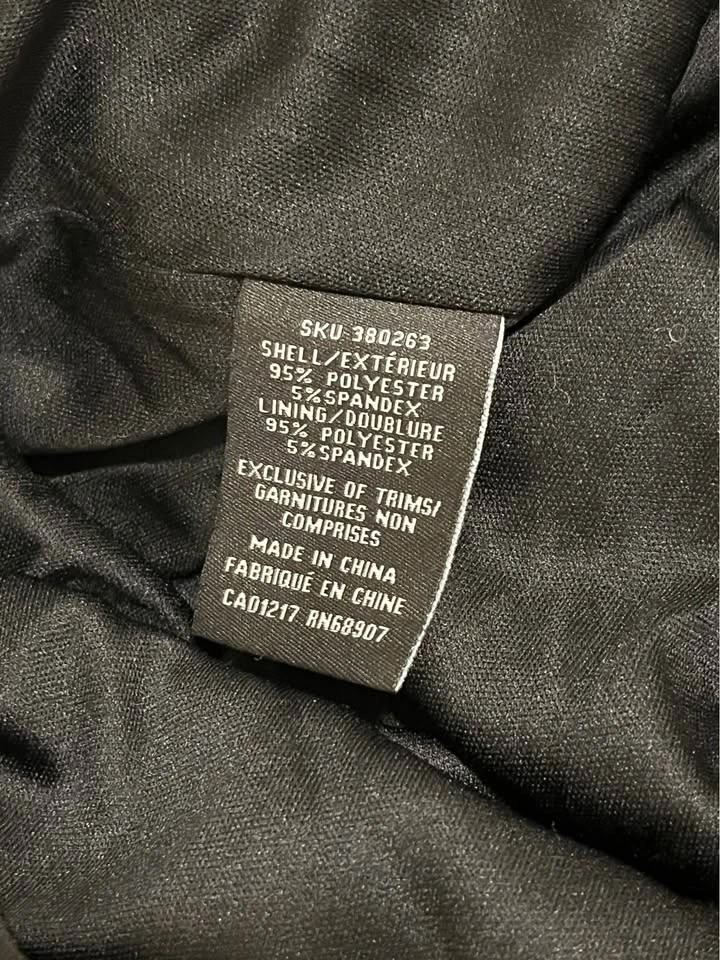 SKU 380263
SHELL/EXTÉRIEUR
95% POLYESTER
5%SPANDEX
LINING/DOUBLURE
95% POLYESTER
5%SPANDEX
EXCLUSIVE OF TRIMS/
GARNITURES NON
COMPRISES
MADE IN CHINA
FABRIQUÉ EN CHINE
CA01217 RN68907